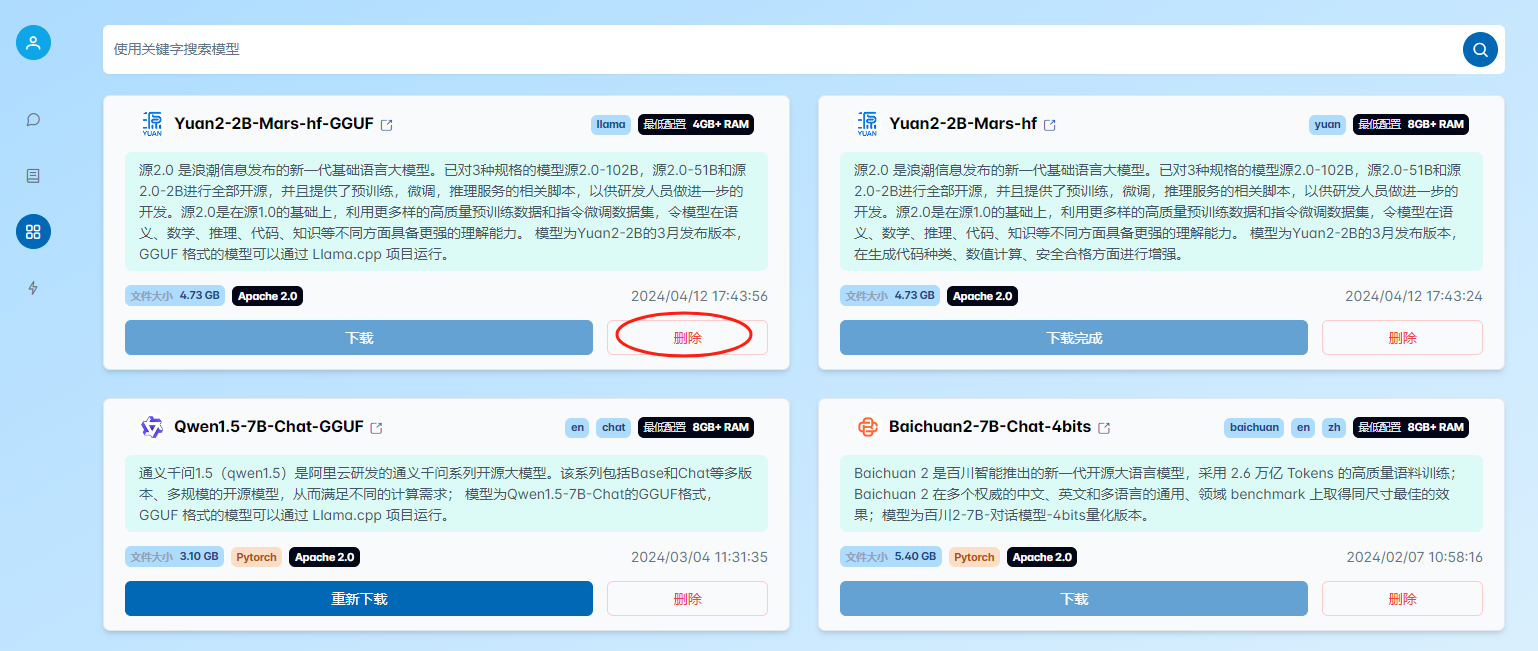 使用关键字搜索模型
YUAN Yuan2-2B-Mars-hf-GGUF llama 最低配置 4GB+ RAM
源2.0 是浪潮信息发布的新一代基础语言大模型。已对3种规格的模型源2.0-102B，源2.0-51B和源
2.0-2B进行全部开源，并且提供了预训练，微调，推理服务的相关脚本，以供研发人员做进一步的
开发。源2.0是在源1.0的基础上，利用更多样的高质量预训练数据和指令微调数据集，令模型在语
义、数学、推理、代码、知识等不同方面具备更强的理解能力。 模型为Yuan2-2B的3月发布版本，
GGUF 格式的模型可以通过 Llama.cpp 项目运行。
文件大小 4.73 GB Apache 2.0 2024/04/12 17:43:56
下载 删除
YUAN Yuan2-2B-Mars-hf yuan 最低配置 8GB+ RAM
源2.0 是浪潮信息发布的新一代基础语言大模型。已对3种规格的模型源2.0-102B，源2.0-51B和源
2.0-2B进行全部开源，并且提供了预训练，微调，推理服务的相关脚本，以供研发人员做进一步的
开发。源2.0是在源1.0的基础上，利用更多样的高质量预训练数据和指令微调数据集，令模型在语
义、数学、推理、代码、知识等不同方面具备更强的理解能力。 模型为Yuan2-2B的3月发布版本，
在生成代码种类、数值计算、安全合格方面进行增强。
文件大小 4.73 GB Apache 2.0 2024/04/12 17:43:24
下载完成 删除
Qwen1.5-7B-Chat-GGUF en chat 最低配置 8GB+ RAM
通义千问1.5（qwen1.5）是阿里云研发的通义千问系列开源大模型。该系列包括Base和Chat等多版
本、多规模的开源模型，从而满足不同的计算需求； 模型为Qwen1.5-7B-Chat的GGUF格式，
GGUF 格式的模型可以通过 Llama.cpp 项目运行。
文件大小 3.10 GB Pytorch Apache 2.0 2024/03/04 11:31:35
重新下载 删除
Baichuan2-7B-Chat-4bits baichuan en zh 最低配置 8GB+ RAM
Baichuan 2 是百川智能推出的新一代开源大语言模型，采用 2.6 万亿 Tokens 的高质量语料训练；
Baichuan 2 在多个权威的中文、英文和多语言的通用、领域 benchmark 上取得同尺寸最佳的效
果；模型为百川2-7B-对话模型-4bits量化版本。
文件大小 5.40 GB Pytorch Apache 2.0 2024/02/07 10:58:16
下载 删除